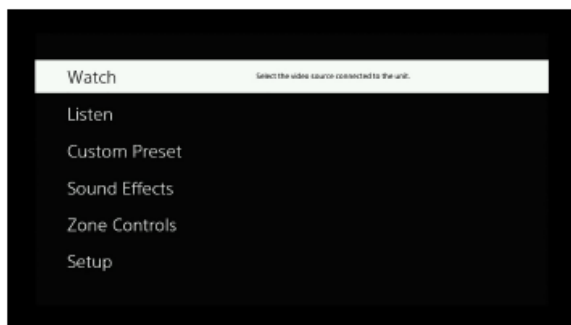 Watch Select the video source connected to the unit.
Listen
Custom Preset
Sound Effects
Zone Controls
Setup